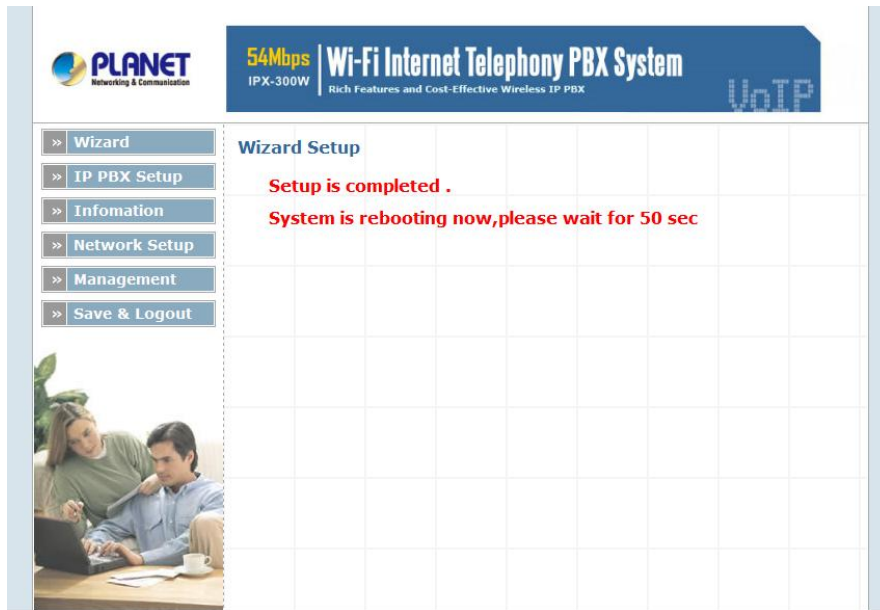 PLANET
Networking & Communication
54Mbps
IPX-300W
Wi-Fi Internet Telephony PBX System
Rich Features and Cost-Effective Wireless IP PBX
VoIP
» Wizard
» IP PBX Setup
» Infomation
» Network Setup
» Management
» Save & Logout
Wizard Setup
Setup is completed .
System is rebooting now,please wait for 50 sec